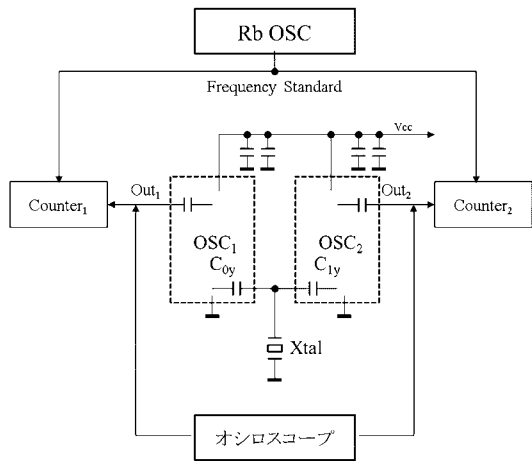 Rb OSC
Frequency Standard
Vcc
Out₁
Out₂
Counter₁
Counter₂
OSC₁
OSC₂
C₀y
C₁y
Xtal
オシロスコープ